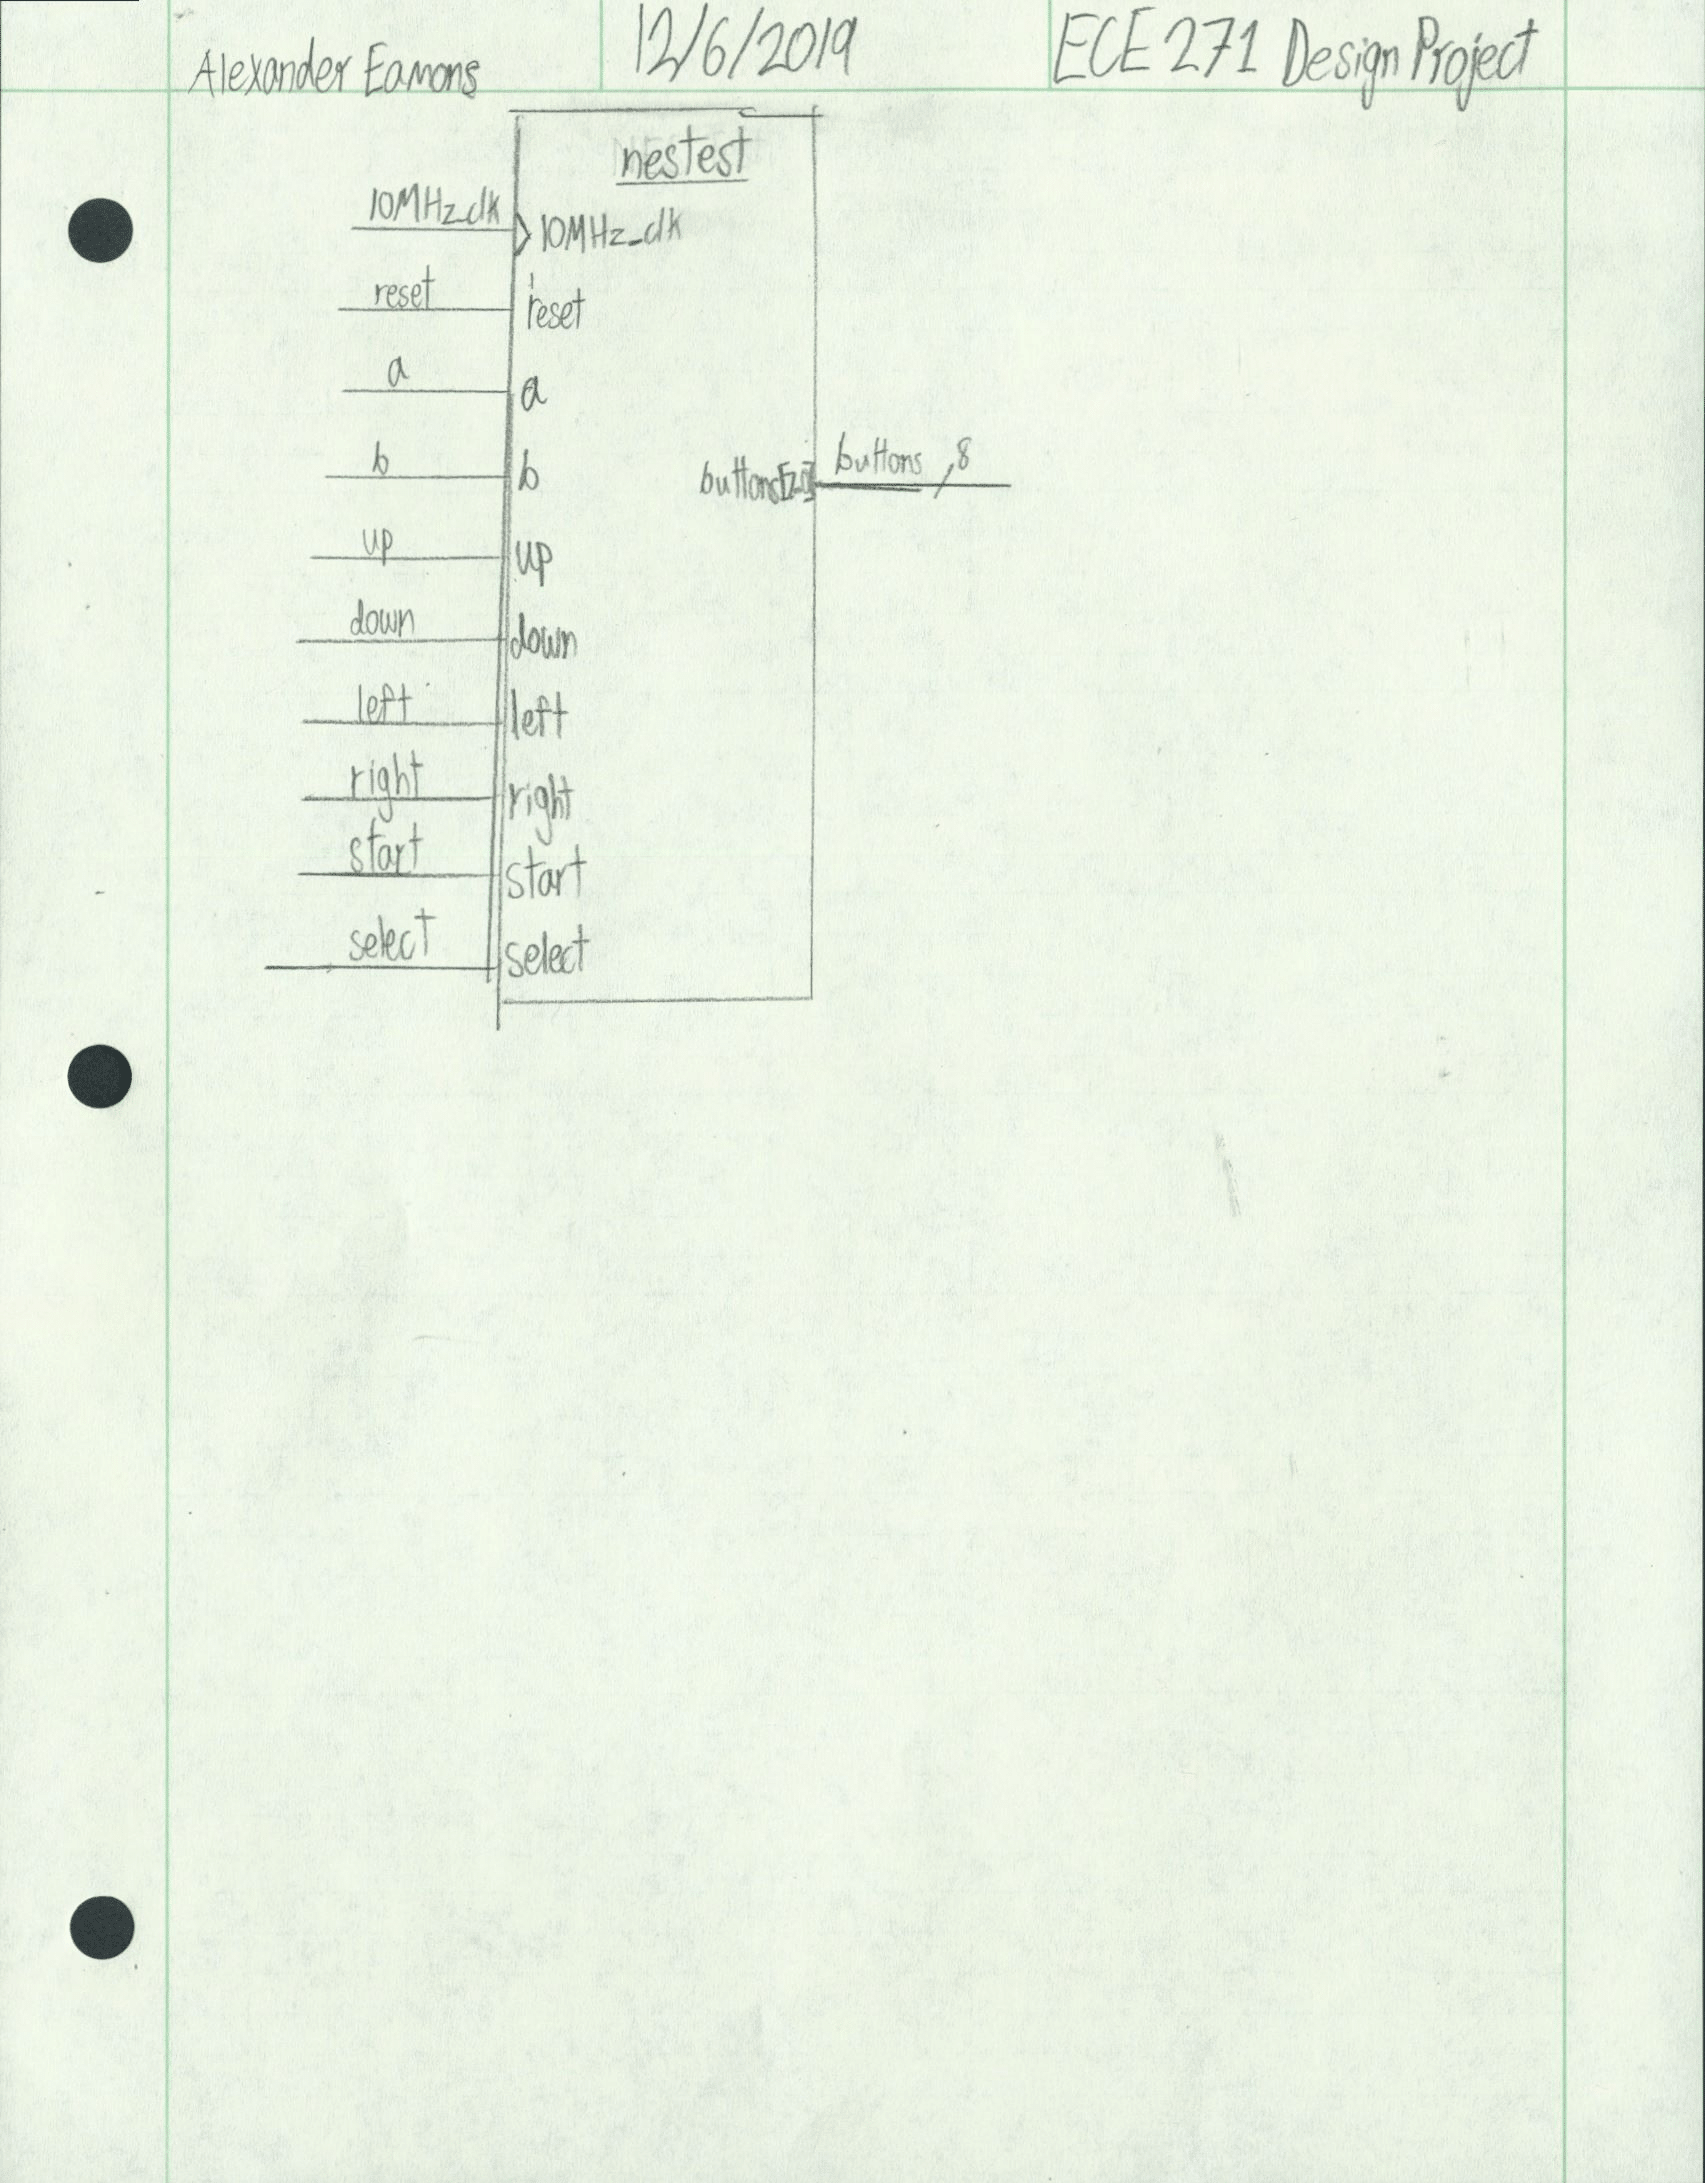 Alexander Eamons 12/6/2019 ECE 271 Design Project
nestest
10MHz_clk 10MHz_clk
reset reset
a a
b b
buttons[7:0] buttons 8
up up
down down
left left
right right
start start
select select